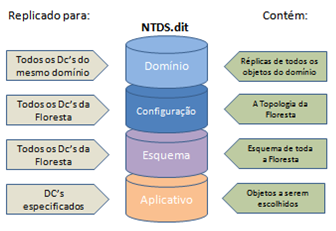 Replicado para:
Contém:
NTDS.dit
Todos os Dc's do
mesmo domínio
Domínio
Réplicas de todos os
objetos do domínio
Todos os Dc's da
Floresta
Configuração
A Topologia da
Floresta
Todos os Dc's da
Floresta
Esquema
Esquema de toda
a Floresta
DC's
especificados
Aplicativo
Objetos a serem
escolhidos